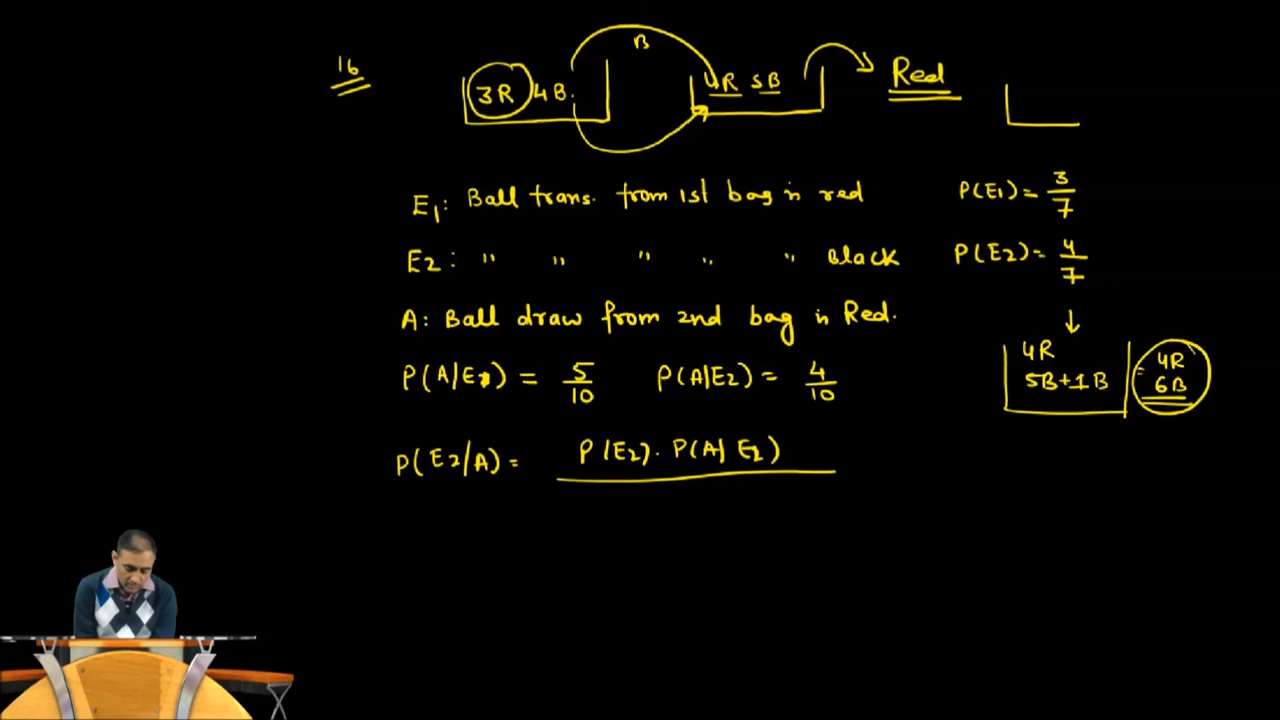 16
3R 4B.
B
4R 5B
Red
E1: Ball trans. from 1st bag is red P(E1) = 3/7
E2: " " " " " Black P(E2) = 4/7
A: Ball draw from 2nd bag is Red.
P(A/E1) = 5/10 P(A/E2) = 4/10
4R
5B+1B
= 4R
6B
P(E2/A) = P(E2). P(A/E2)